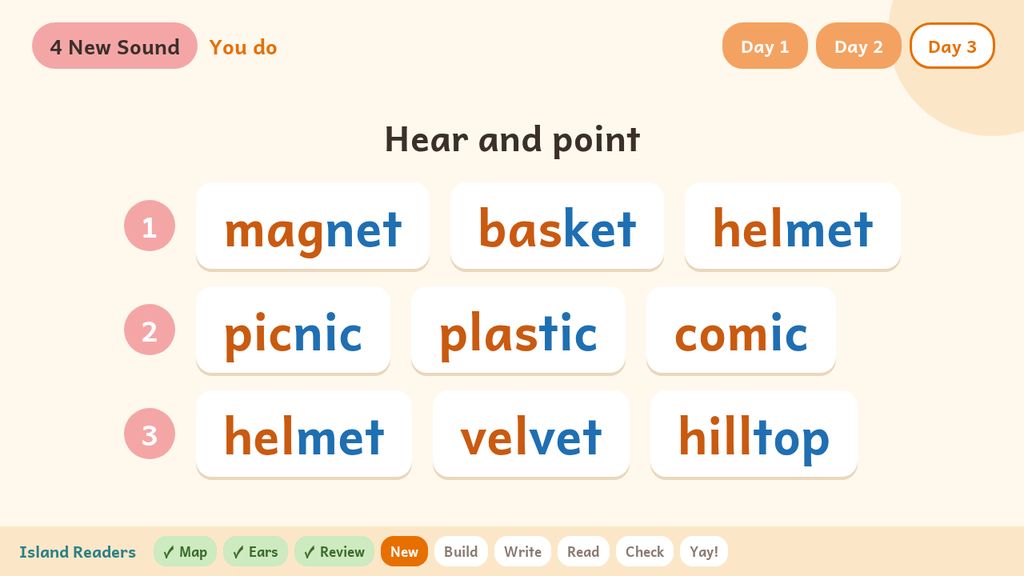 4 New Sound You do Day 1 Day 2 Day 3
Hear and point
1 magnet basket helmet
2 picnic plastic comic
3 helmet velvet hilltop
Island Readers ✓ Map ✓ Ears ✓ Review New Build Write Read Check Yay!